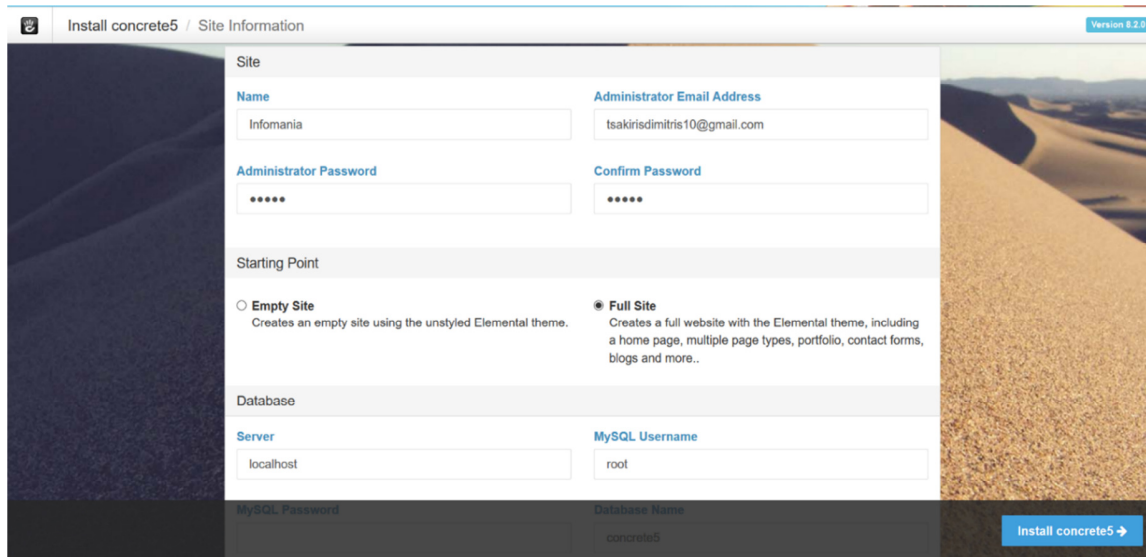 Install concrete5 / Site Information
Version 8.2.0
Site
Name
Administrator Email Address
Infomania
tsakirisdimitris10@gmail.com
Administrator Password
Confirm Password
•••••
•••••
Starting Point
Empty Site
Full Site
Creates an empty site using the unstyled Elemental theme.
Creates a full website with the Elemental theme, including
a home page, multiple page types, portfolio, contact forms,
blogs and more..
Database
Server
MySQL Username
localhost
root
MySQL Password
Database Name
concrete5
Install concrete5 →